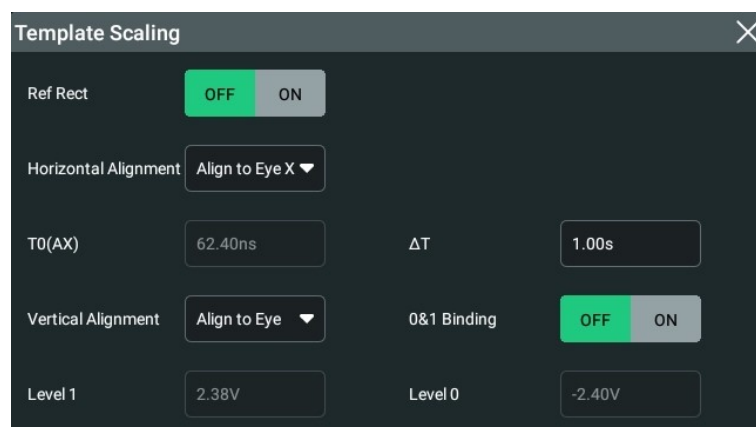 Template Scaling
Ref Rect OFF ON
Horizontal Alignment Align to Eye X
T0(AX) 62.40ns ΔT 1.00s
Vertical Alignment Align to Eye 0&1 Binding OFF ON
Level 1 2.38V Level 0 -2.40V